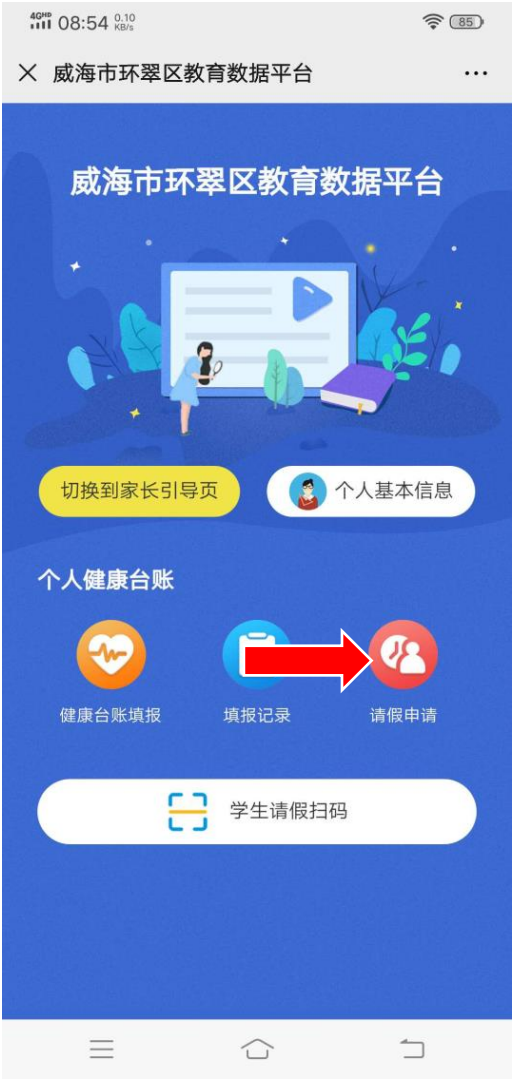 4GHD 08:54 0.10 KB/s 85
威海市环翠区教育数据平台
威海市环翠区教育数据平台
切换到家长引导页 个人基本信息
个人健康台账
健康台账填报 填报记录 请假申请
学生请假扫码